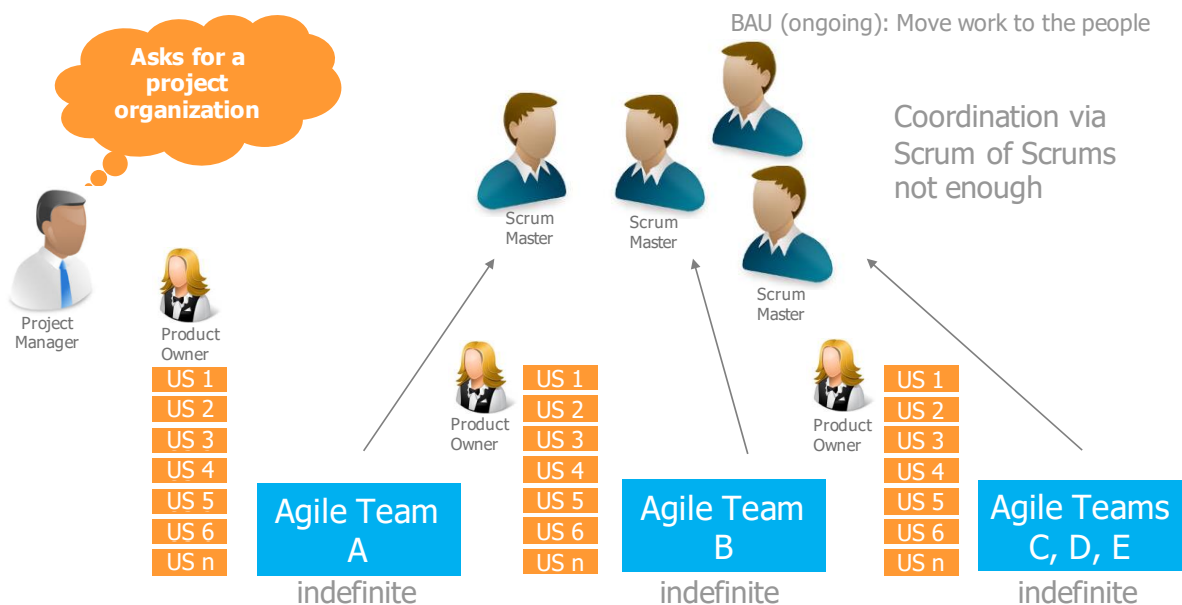 BAU (ongoing): Move work to the people
Asks for a
project
organization
Coordination via
Scrum of Scrums
not enough
Scrum
Master
Scrum
Master
Scrum
Master
Project
Manager
Product
Owner
US 1
US 2
US 3
US 4
US 5
US 6
US n
Agile Team
A
indefinite
Product
Owner
US 1
US 2
US 3
US 4
US 5
US 6
US n
Agile Team
B
indefinite
Product
Owner
US 1
US 2
US 3
US 4
US 5
US 6
US n
Agile Teams
C, D, E
indefinite